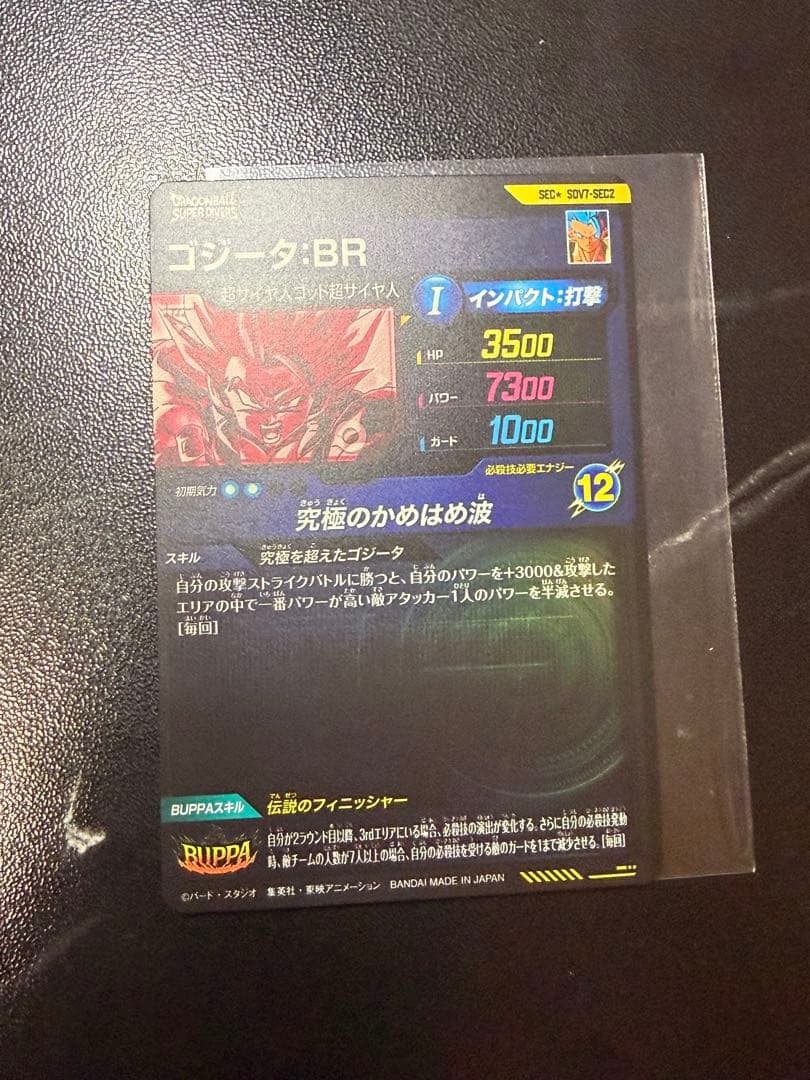 DRAGONBALL
SUPER DIVERS
SEC★ SDV7-SEC2
ゴジータ:BR
超サイヤ人ゴッド超サイヤ人
I インパクト:打撃
HP 3500
パワー 7300
ガード 1000
必殺技必要エナジー
12
初期気力
究極のかめはめ波
スキル 究極を超えたゴジータ
自分の攻撃ストライクバトルに勝つと、自分のパワーを+3000&攻撃した
エリアの中で一番パワーが高い敵アタッカー1人のパワーを半減させる。
[毎回]
BUPPAスキル 伝説のフィニッシャー
BUPPA
自分が2ラウンド目以降、3rdエリアにいる場合、必殺技の演出が変化する。さらに自分の必殺技発動
時、敵チームの人数が7人以上の場合、自分の必殺技を受ける敵のガードを1まで減少させる。[毎回]
©バード・スタジオ 集英社・東映アニメーション BANDAI MADE IN JAPAN